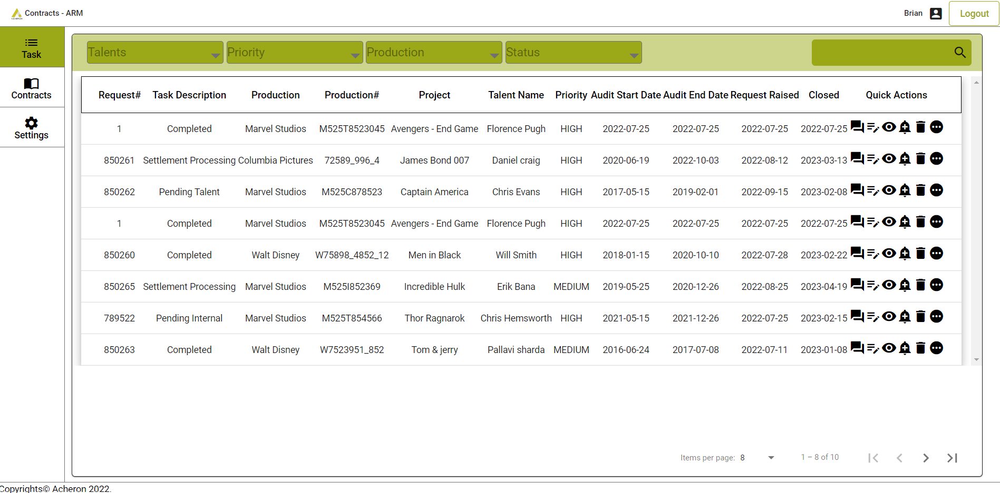 ACHERON
Contracts - ARM
Brian
Logout
Task
Contracts
Settings
Talents Priority Production Status
Request# Task Description Production Production# Project Talent Name Priority Audit Start Date Audit End Date Request Raised Closed Quick Actions
1 Completed Marvel Studios M525T8523045 Avengers - End Game Florence Pugh HIGH 2022-07-25 2022-07-25 2022-07-25 2022-07-25
850261 Settlement Processing Columbia Pictures 72589_996_4 James Bond 007 Daniel craig HIGH 2020-06-19 2022-10-03 2022-08-12 2023-03-13
850262 Pending Talent Marvel Studios M525C878523 Captain America Chris Evans HIGH 2017-05-15 2019-02-01 2022-09-15 2023-02-08
1 Completed Marvel Studios M525T8523045 Avengers - End Game Florence Pugh HIGH 2022-07-25 2022-07-25 2022-07-25 2022-07-25
850260 Completed Walt Disney W75898_4852_12 Men in Black Will Smith HIGH 2018-01-15 2020-10-10 2022-07-28 2023-02-22
850265 Settlement Processing Marvel Studios M525I852369 Incredible Hulk Erik Bana MEDIUM 2019-05-25 2020-12-26 2022-08-25 2023-04-19
789522 Pending Internal Marvel Studios M525T854566 Thor Ragnarok Chris Hemsworth HIGH 2021-05-15 2021-12-26 2022-07-25 2023-02-15
850263 Completed Walt Disney W7523951_852 Tom & jerry Pallavi sharda MEDIUM 2016-06-24 2017-07-08 2022-07-11 2023-01-08
Items per page: 8 1 – 8 of 10
Copyrights© Acheron 2022.